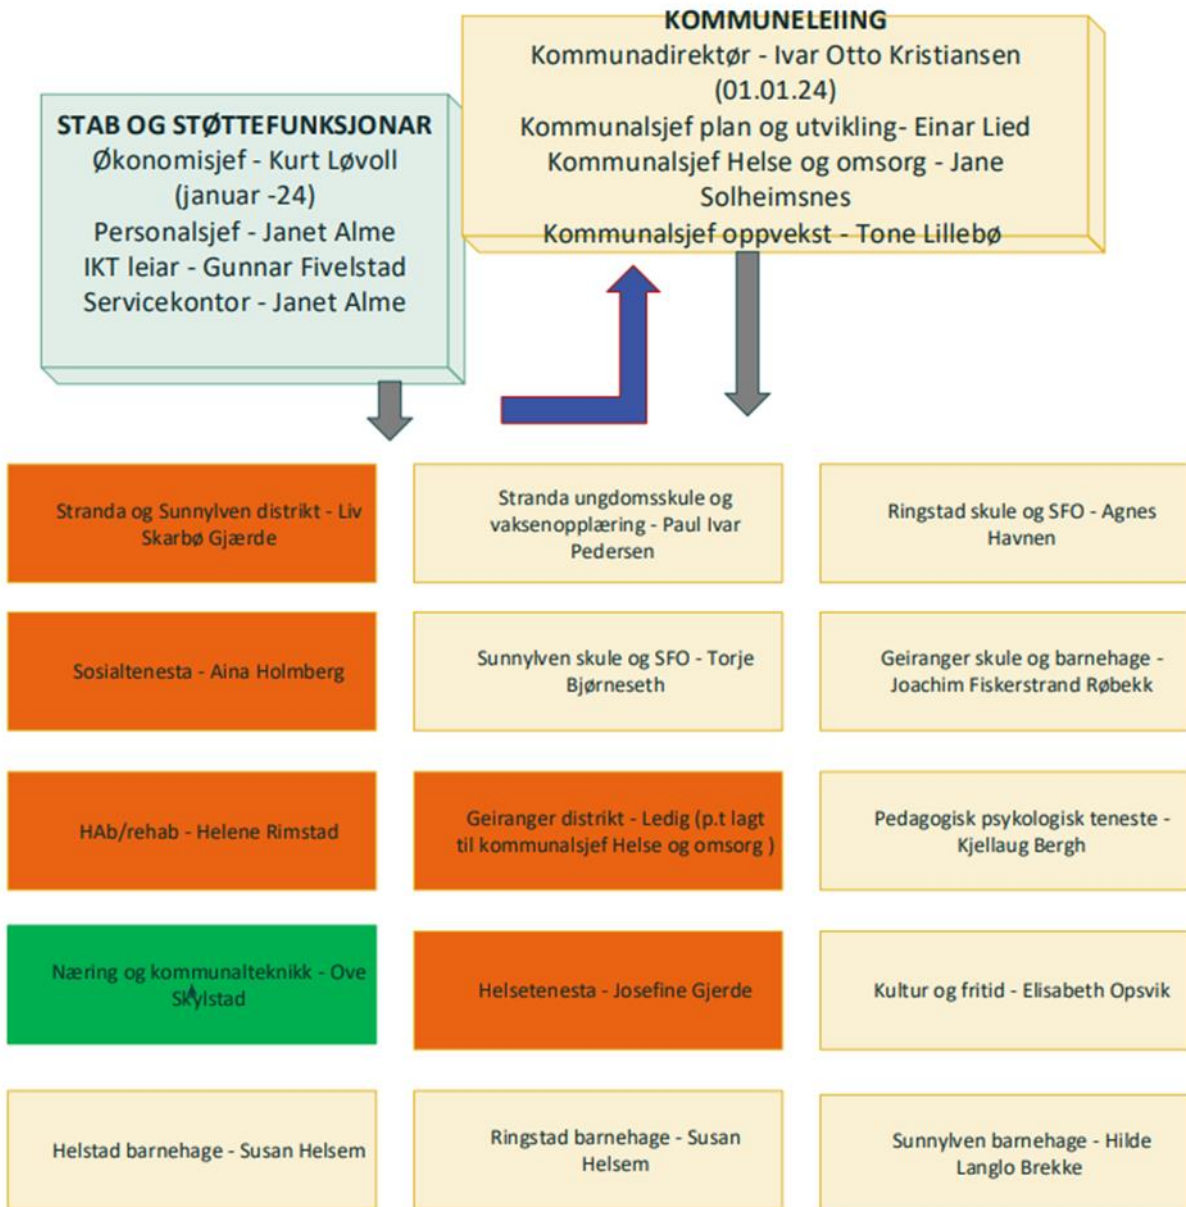 KOMMUNELEIING
Kommunadirektør - Ivar Otto Kristiansen
(01.01.24)
Kommunalsjef plan og utvikling- Einar Lied
Kommunalsjef Helse og omsorg - Jane
Solheimsnes
Kommunalsjef oppvekst - Tone Lillebø
STAB OG STØTTEFUNKSJONAR
Økonomisjef - Kurt Løvoll
(januar -24)
Personalsjef - Janet Alme
IKT leiar - Gunnar Fivelstad
Servicekontor - Janet Alme
Stranda og Sunnylven distrikt - Liv
Skarbø Gjærde
Stranda ungdomsskule og
vaksenopplæring - Paul Ivar
Pedersen
Ringstad skule og SFO - Agnes
Havnen
Sosialtenesta - Aina Holmberg
Sunnylven skule og SFO - Torje
Bjørneseth
Geiranger skule og barnehage -
Joachim Fiskerstrand Røbekk
HAb/rehab - Helene Rimstad
Geiranger distrikt - Ledig (p.t lagt
til kommunalsjef Helse og omsorg )
Pedagogisk psykologisk teneste -
Kjellaug Bergh
Næring og kommunalteknikk - Ove
Skylstad
Helsetenesta - Josefine Gjerde
Kultur og fritid - Elisabeth Opsvik
Helstad barnehage - Susan Helsem
Ringstad barnehage - Susan
Helsem
Sunnylven barnehage - Hilde
Langlo Brekke